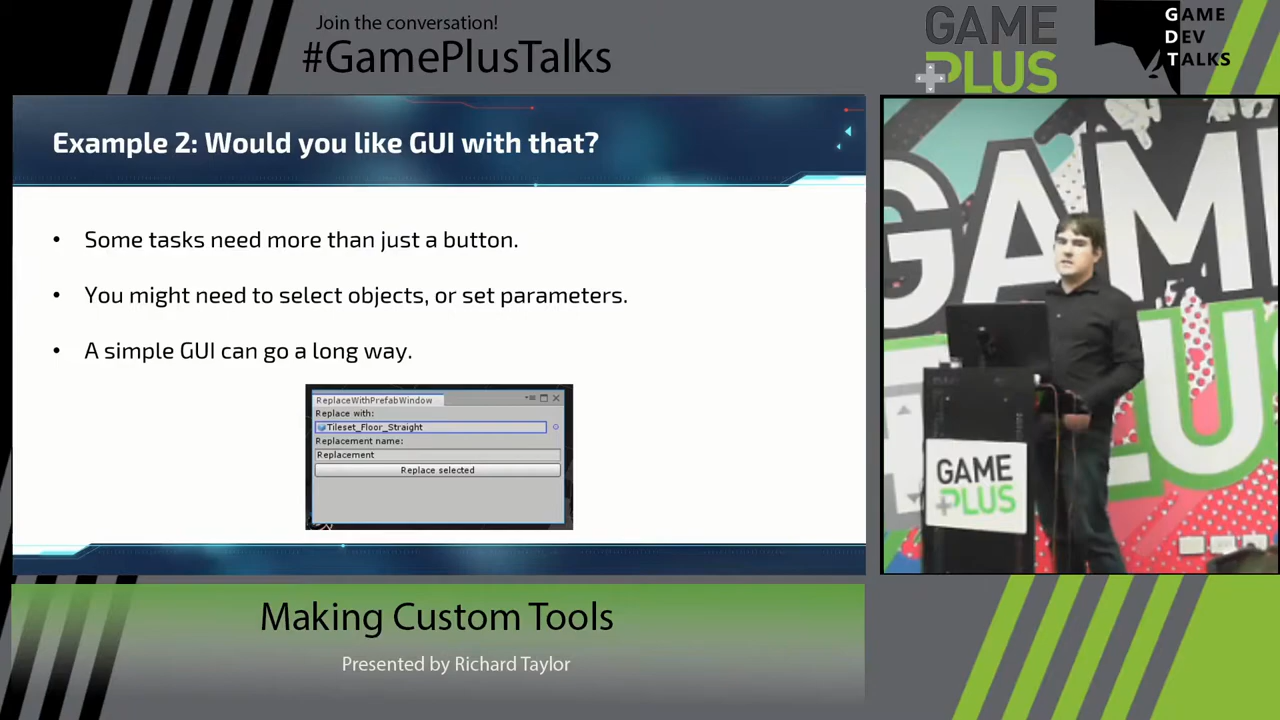 Join the conversation!
#GamePlusTalks
GAME
PLUS
GAME
DEV
TALKS
Example 2: Would you like GUI with that?
• Some tasks need more than just a button.
• You might need to select objects, or set parameters.
• A simple GUI can go a long way.
ReplaceWithPrefabWindow
Replace with:
Tileset_Floor_Straight
Replacement name:
Replacement
Replace selected
GAM
GAME
PLUS
LU
Making Custom Tools
Presented by Richard Taylor